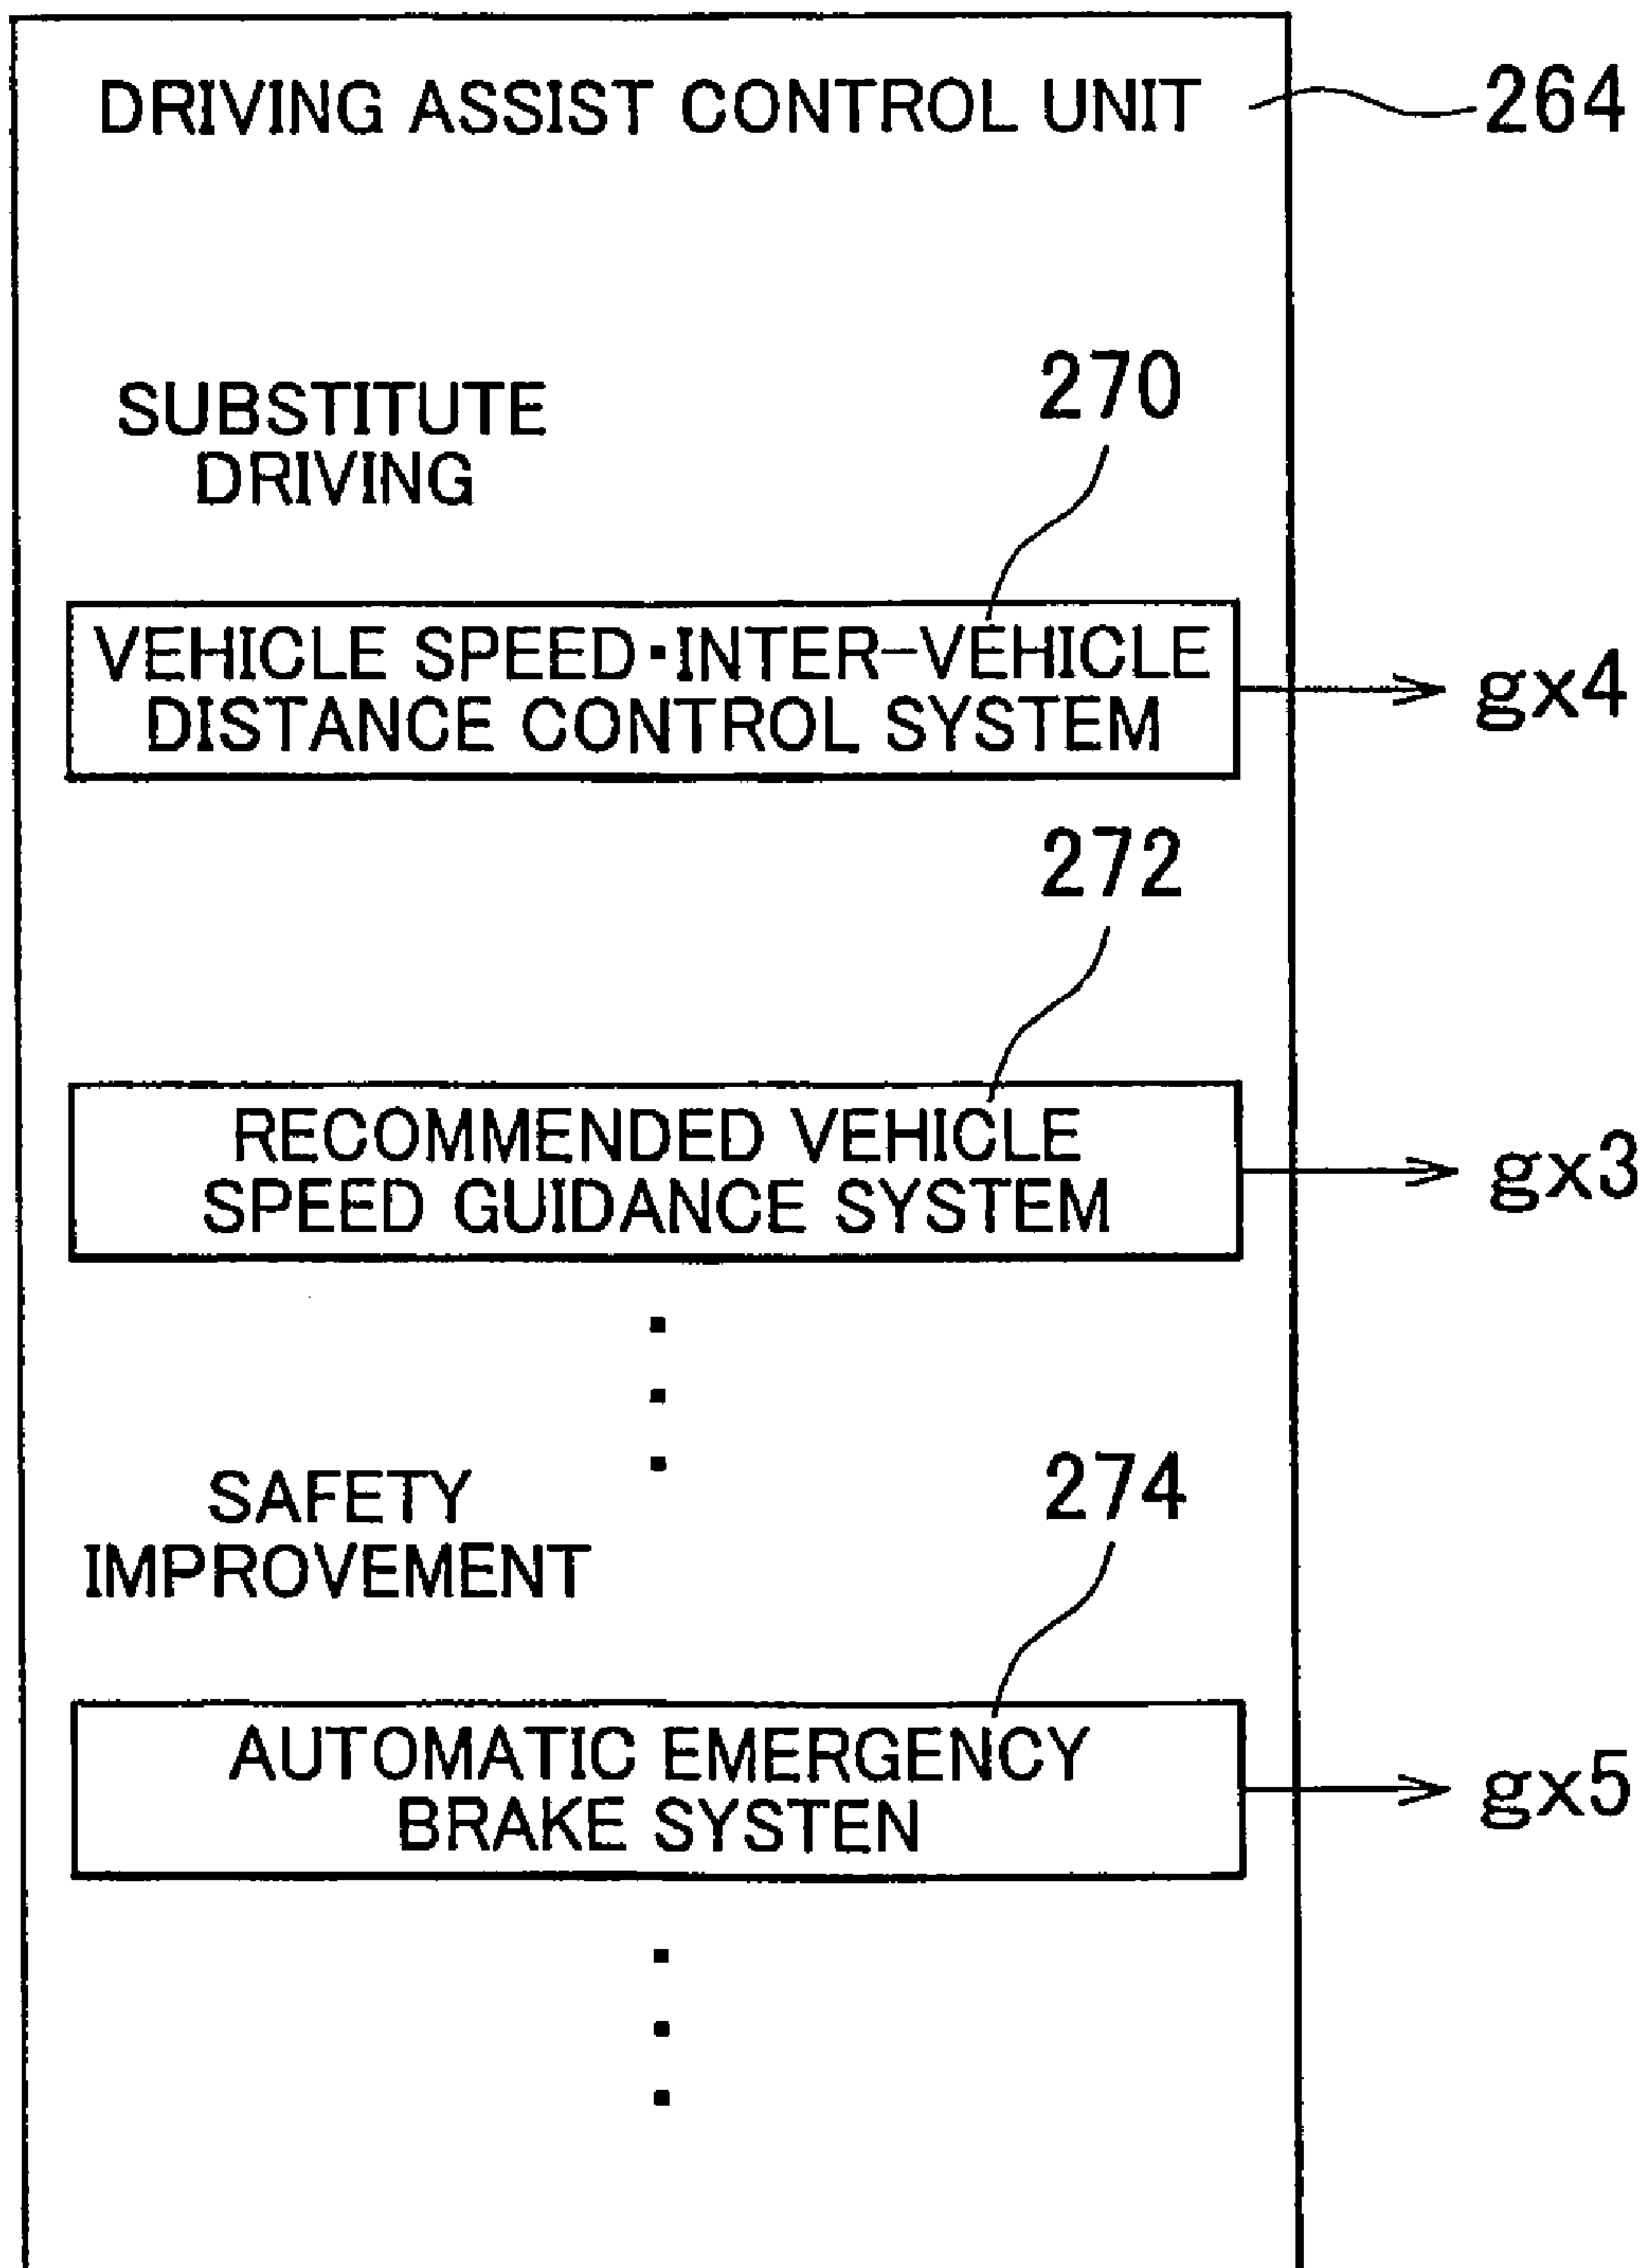 DRIVING ASSIST CONTROL UNIT
264
SUBSTITUTE
DRIVING
270
VEHICLE SPEED・INTER-VEHICLE
DISTANCE CONTROL SYSTEM
gx4
272
RECOMMENDED VEHICLE
SPEED GUIDANCE SYSTEM
gx3
SAFETY
IMPROVEMENT
274
AUTOMATIC EMERGENCY
BRAKE SYSTEN
gx5